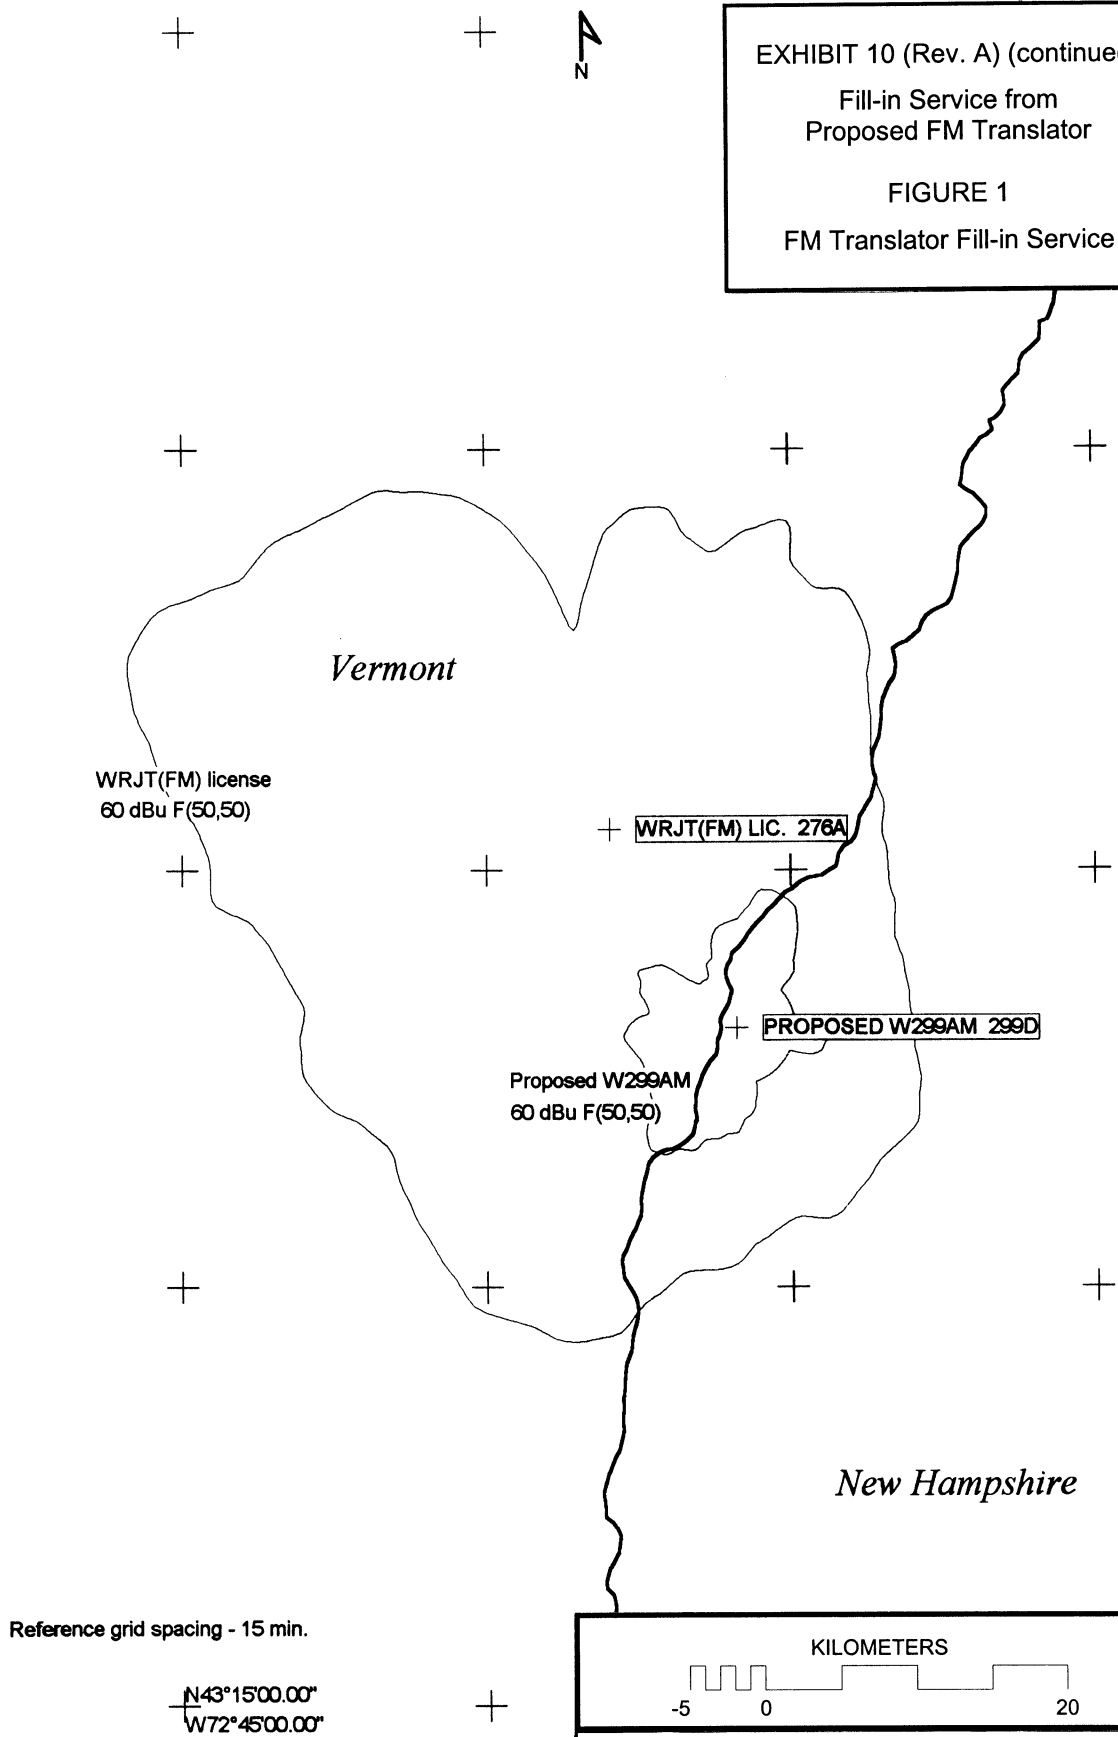 EXHIBIT 10 (Rev. A) (continued
Fill-in Service from
Proposed FM Translator
FIGURE 1
FM Translator Fill-in Service
N
Vermont
WRJT(FM) license
60 dBu F(50,50)
WRJT(FM) LIC. 276A
PROPOSED W299AM 299D
Proposed W299AM
60 dBu F(50,50)
New Hampshire
Reference grid spacing - 15 min.
KILOMETERS
-5 0 20
N43°15'00.00"
W72°45'00.00"